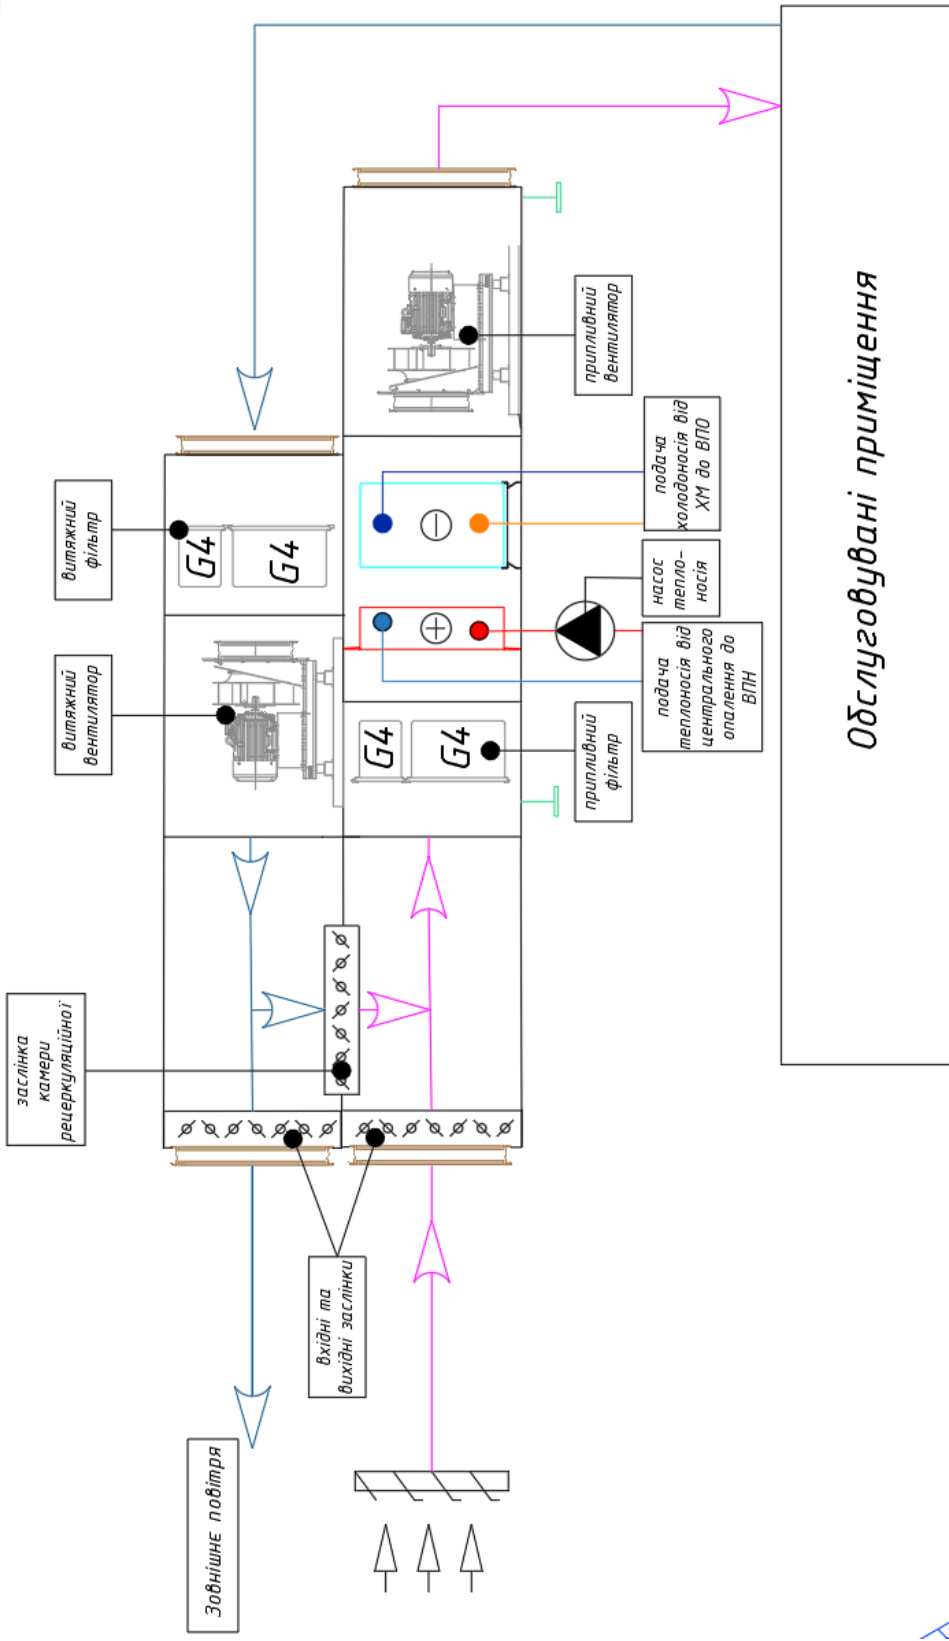 витяжний
фільтр
витяжний
вентилятор
заслінка
камери
рецеркуляційної
G4
G4
G4
G4
припливний
вентилятор
подача
холодоносія від
ХМ до ВПО
насос
тепло-
носія
подача
теплоносія від
центрального
опалення до
ВПН
припливний
фільтр
вхідні та
вихідні заслінки
Зовнішнє повітря
Обслуговувані приміщення